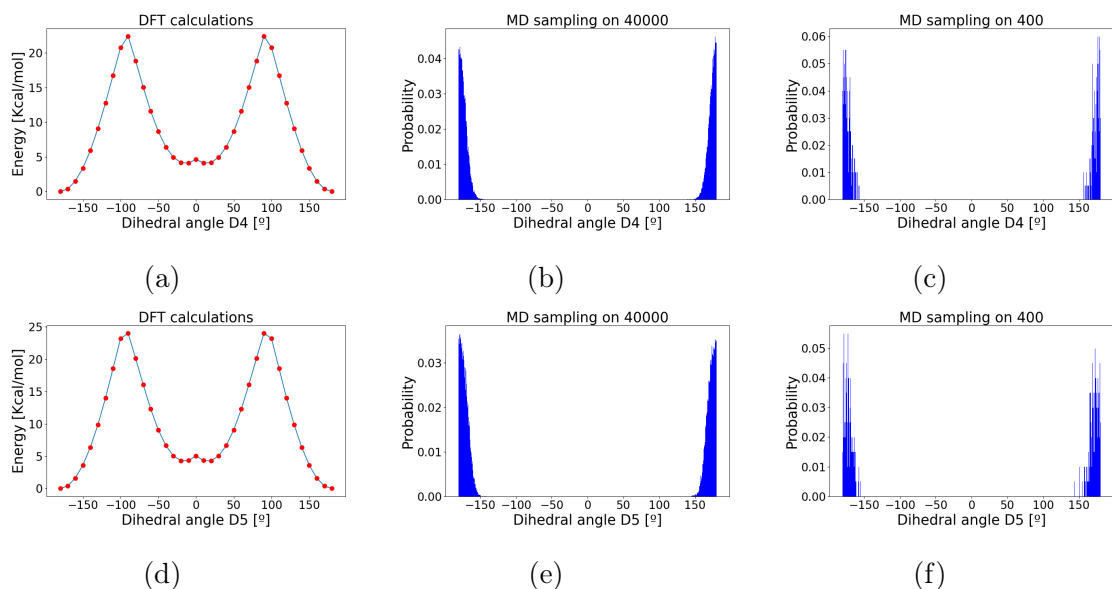 DFT calculations
Energy [Kcal/mol]
20
15
10
5
0
−150 −100 −50 0 50 100 150
Dihedral angle D4 [º]
(a)
MD sampling on 40000
Probability
0.04
0.03
0.02
0.01
0.00
−150 −100 −50 0 50 100 150
Dihedral angle D4 [º]
(b)
MD sampling on 400
Probability
0.06
0.05
0.04
0.03
0.02
0.01
0.00
−150 −100 −50 0 50 100 150
Dihedral angle D4 [º]
(c)
DFT calculations
Energy [Kcal/mol]
25
20
15
10
5
0
−150 −100 −50 0 50 100 150
Dihedral angle D5 [º]
(d)
MD sampling on 40000
Probability
0.03
0.02
0.01
0.00
−150 −100 −50 0 50 100 150
Dihedral angle D5 [º]
(e)
MD sampling on 400
Probability
0.05
0.04
0.03
0.02
0.01
0.00
−150 −100 −50 0 50 100 150
Dihedral angle D5 [º]
(f)